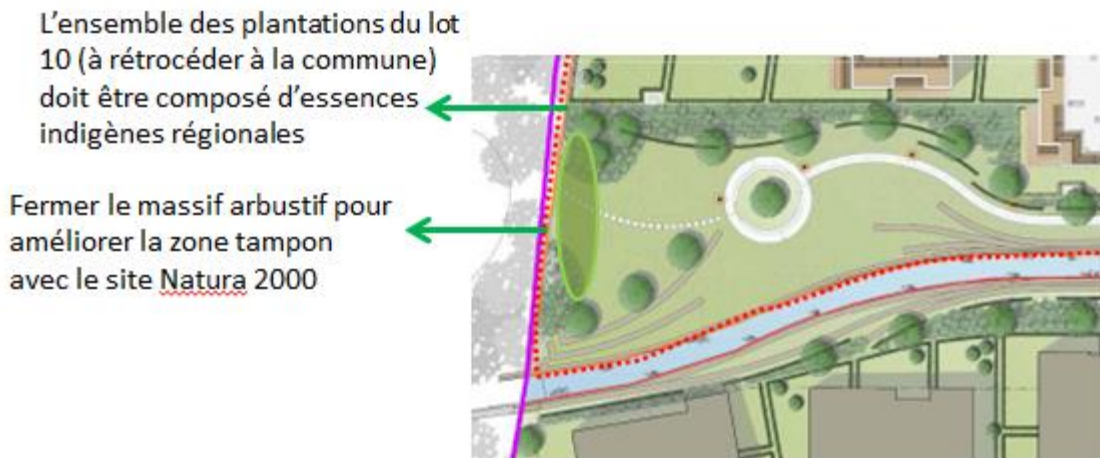 L'ensemble des plantations du lot
10 (à rétrocéder à la commune)
doit être composé d'essences
indigènes régionales
Fermer le massif arbustif pour
améliorer la zone tampon
avec le site Natura 2000